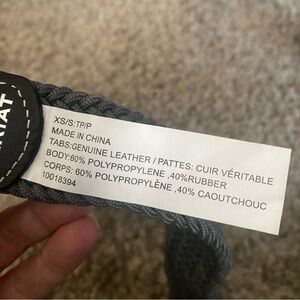 XS/S:TP/P
MADE IN CHINA
TABS:GENUINE LEATHER / PATTES: CUIR VÉRITABLE
BODY:60% POLYPROPYLENE ,40%RUBBER
CORPS: 60% POLYPROPYLÈNE ,40% CAOUTCHOUC
10018394
RIAT